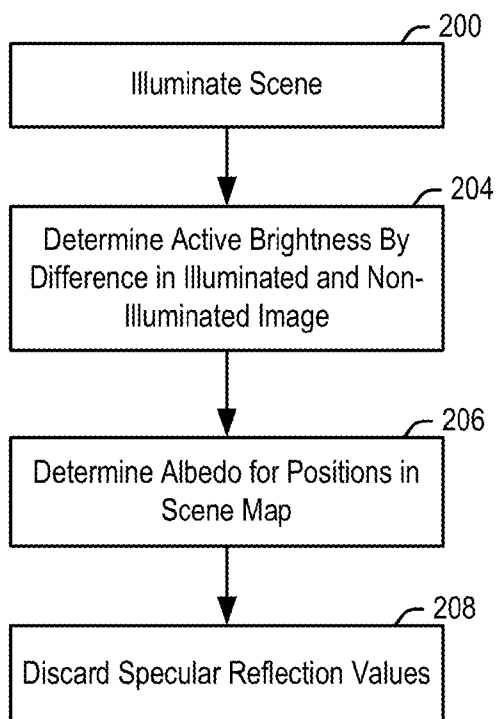 200
Illuminate Scene
204
Determine Active Brightness By
Difference in Illuminated and Non-
Illuminated Image
206
Determine Albedo for Positions in
Scene Map
208
Discard Specular Reflection Values